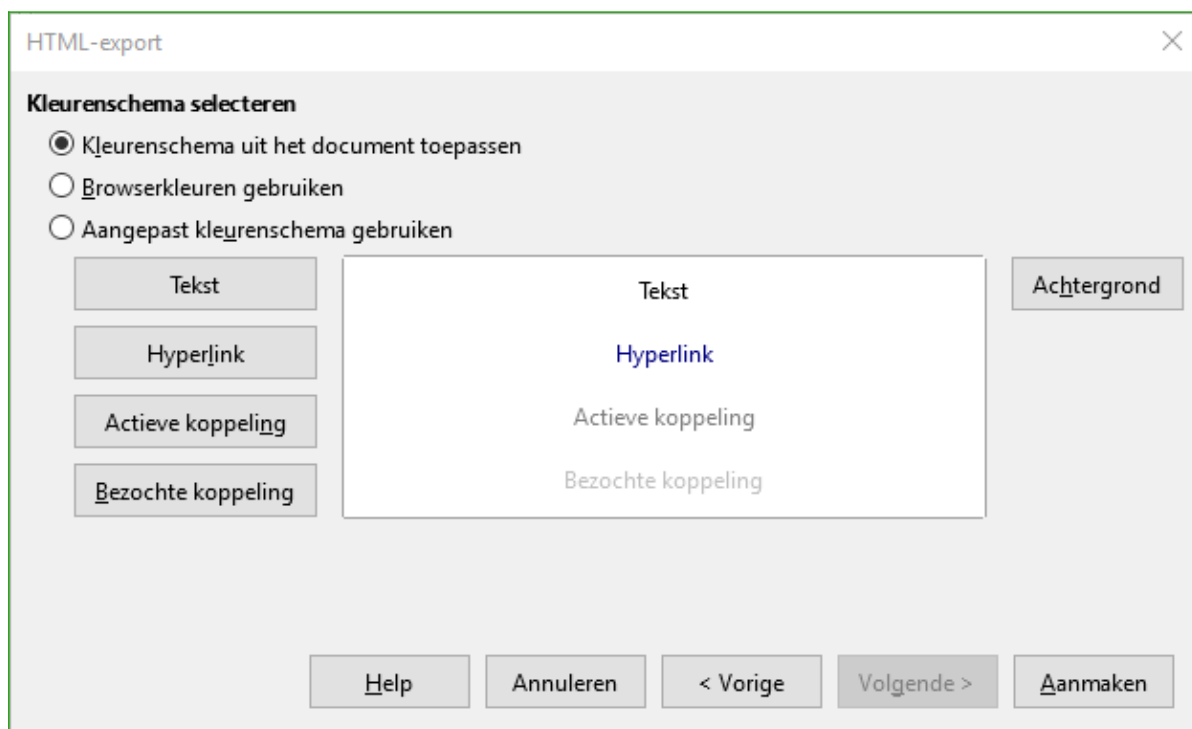 HTML-export
Kleurenschema selecteren
Kleurenschema uit het document toepassen
Browserkleuren gebruiken
Aangepast kleurenschema gebruiken
Tekst
Hyperlink
Actieve koppeling
Bezochte koppeling
Tekst
Hyperlink
Actieve koppeling
Bezochte koppeling
Achtergrond
Help
Annuleren
< Vorige
Volgende >
Aanmaken